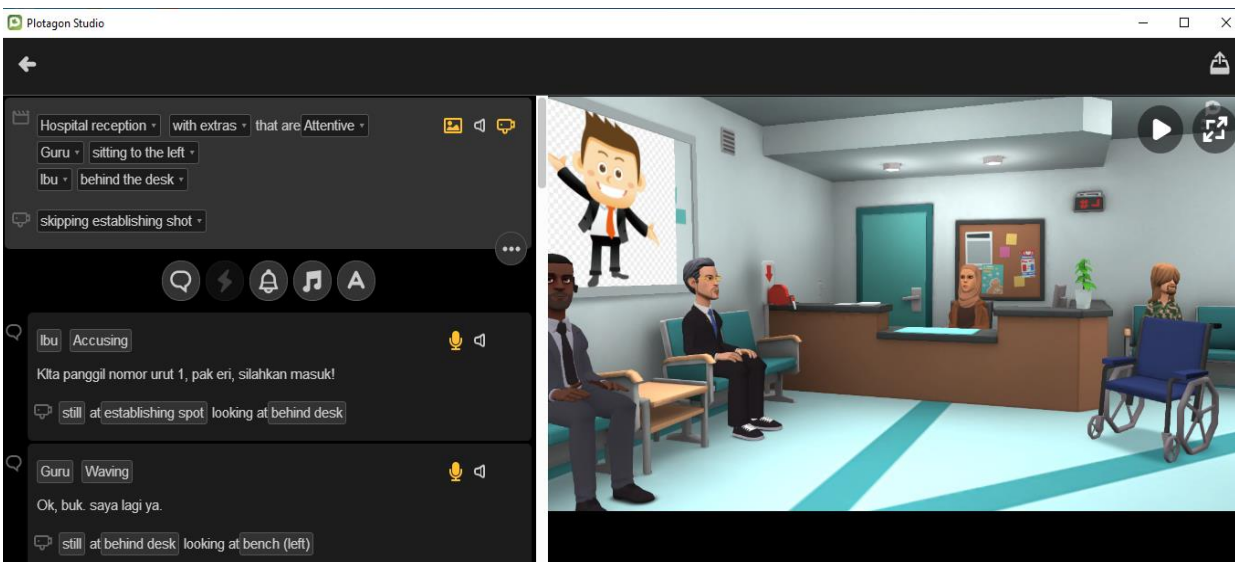 Plotagon Studio
Hospital reception with extras that are Attentive
Guru sitting to the left
Ibu behind the desk
skipping establishing shot
A
Ibu Accusing
KIta panggil nomor urut 1, pak eri, silahkan masuk!
still at establishing spot looking at behind desk
Guru Waving
Ok, buk. saya lagi ya.
still at behind desk looking at bench (left)